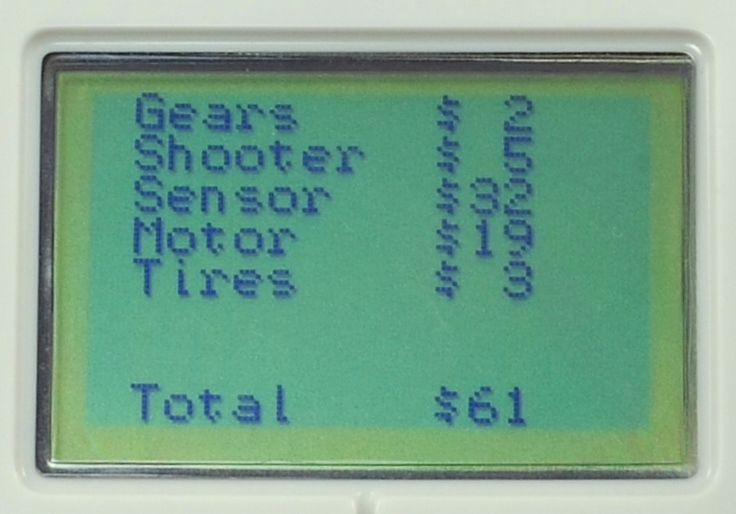 Gears $ 2
Shooter $ 5
Sensor $32
Motor $19
Tires $ 3
Total $61